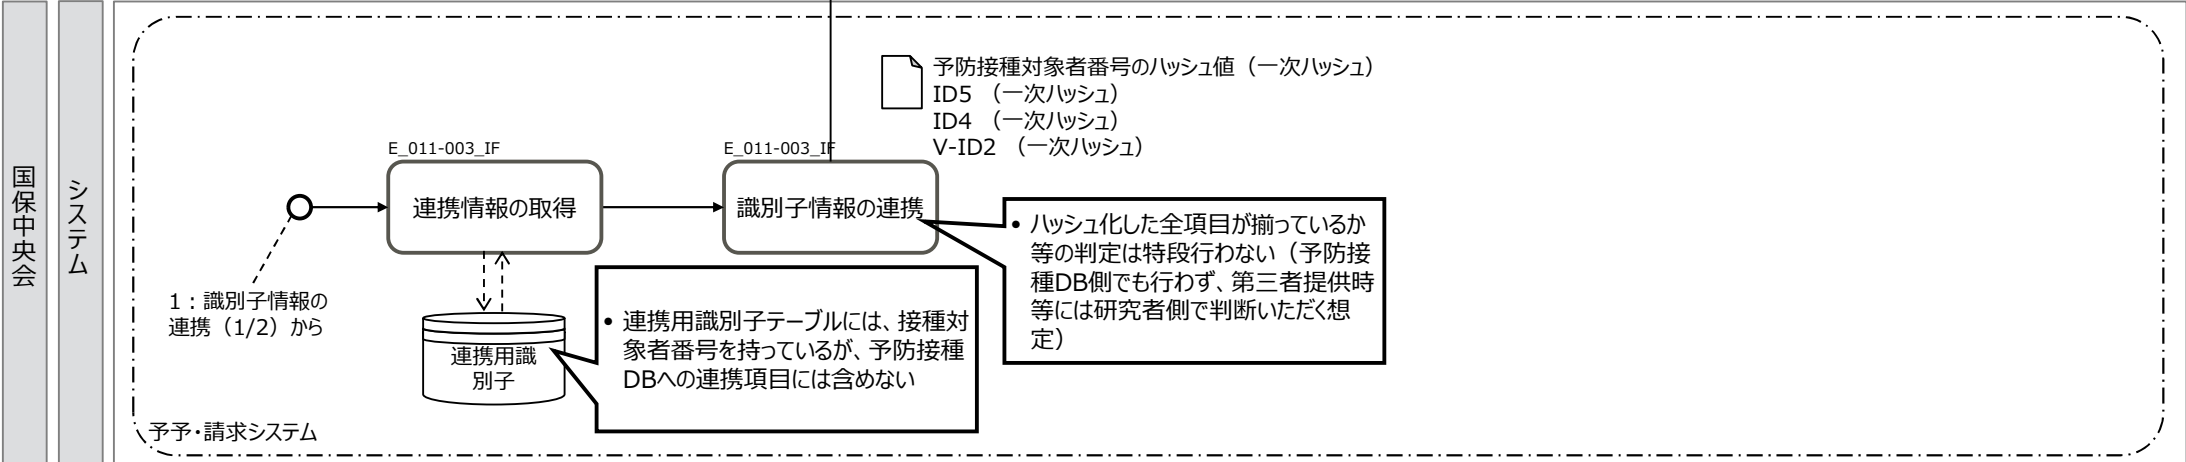 国保中央会
システム
予防接種対象者番号のハッシュ値（一次ハッシュ）
ID5 （一次ハッシュ）
ID4 （一次ハッシュ）
V-ID2 （一次ハッシュ）
E_011-003_IF
連携情報の取得
E_011-003_IF
識別子情報の連携
• ハッシュ化した全項目が揃っているか
等の判定は特段行わない（予防接
種DB側でも行わず、第三者提供時
等には研究者側で判断いただく想
定）
1：識別子情報の
連携（1/2）から
連携用識
別子
• 連携用識別子テーブルには、接種対
象者番号を持っているが、予防接種
DBへの連携項目には含めない
予予・請求システム